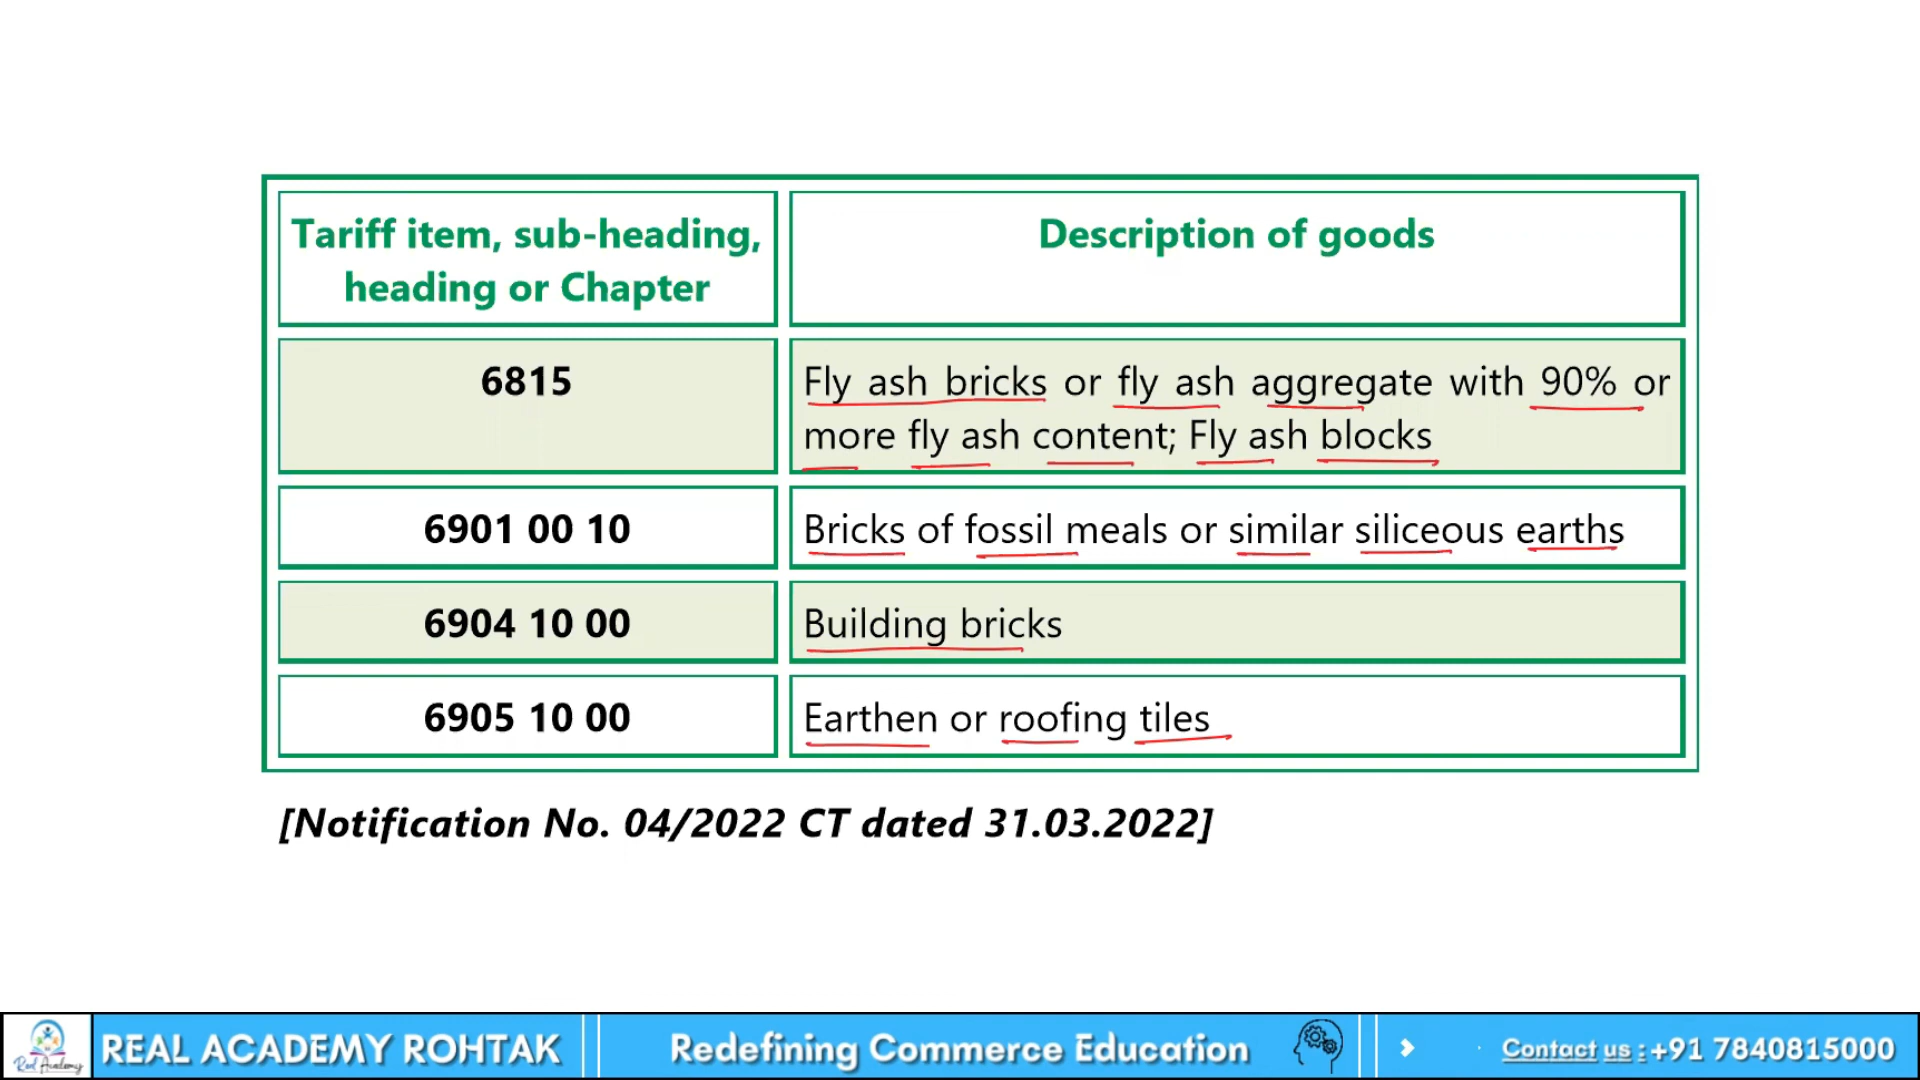 Tariff item, sub-heading,
heading or Chapter
Description of goods
6815
Fly ash bricks or fly ash aggregate with 90% or
more fly ash content; Fly ash blocks
6901 00 10
Bricks of fossil meals or similar siliceous earths
6904 10 00
Building bricks
6905 10 00
Earthen or roofing tiles
[Notification No. 04/2022 CT dated 31.03.2022]
Real Academy
REAL ACADEMY ROHTAK
Redefining Commerce Education
Contact us : +91 7840815000